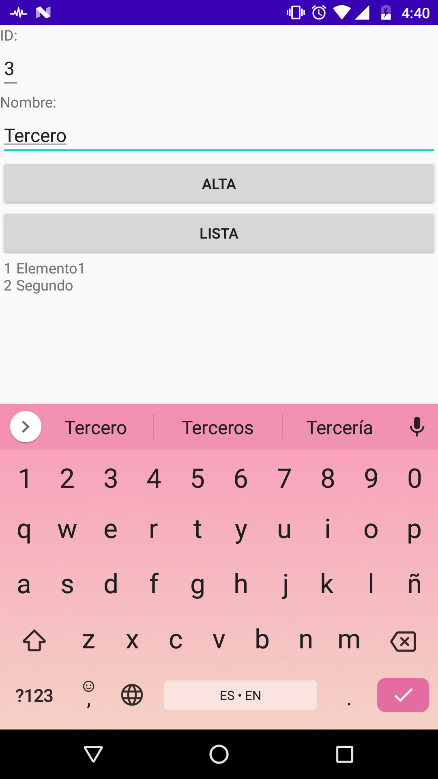 4:40
ID:
3
Nombre:
Tercero
ALTA
LISTA
1 Elemento1
2 Segundo
Tercero Terceros Tercería
1 2 3 4 5 6 7 8 9 0
q w e r t y u i o p
a s d f g h j k l ñ
z x c v b n m
?123 , ES • EN .